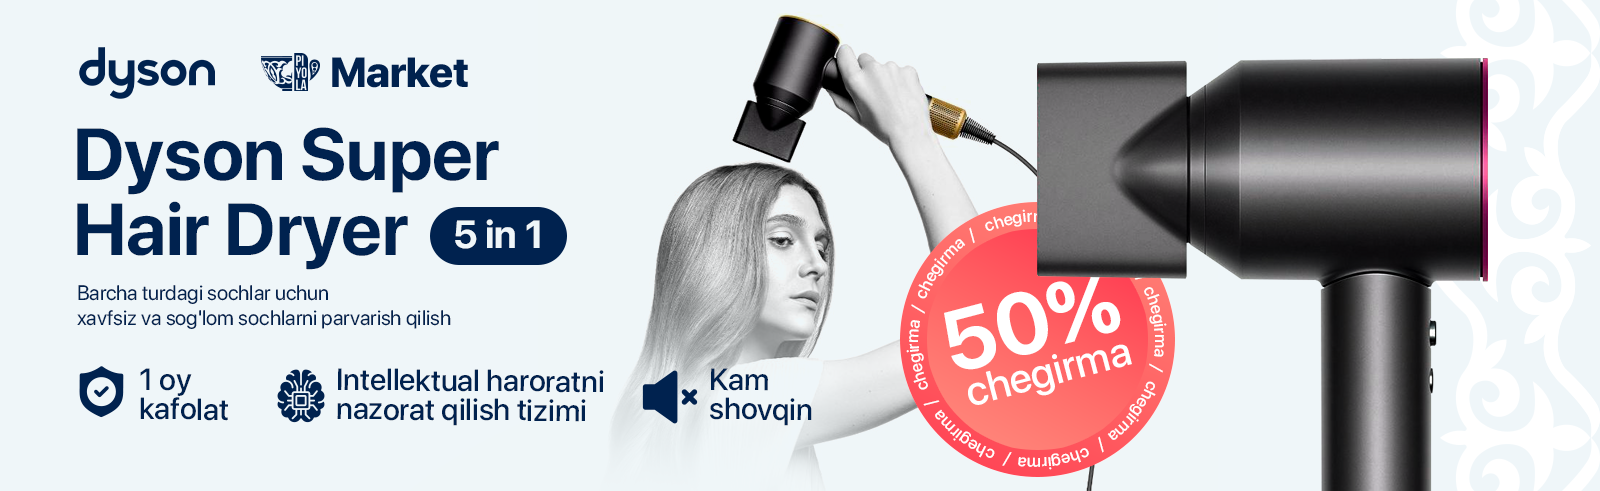 dyson
PI
YO
LA
Market
Dyson Super
Hair Dryer
5 in 1
Barcha turdagi sochlar uchun
xavfsiz va sog'lom sochlarni parvarish qilish
1 oy
kafolat
Intellektual haroratni
nazorat qilish tizimi
Kam
shovqin
50%
chegirma
chegirma / chegirma / chegirma / chegirma / chegirma / chegirma / chegirma / chegir